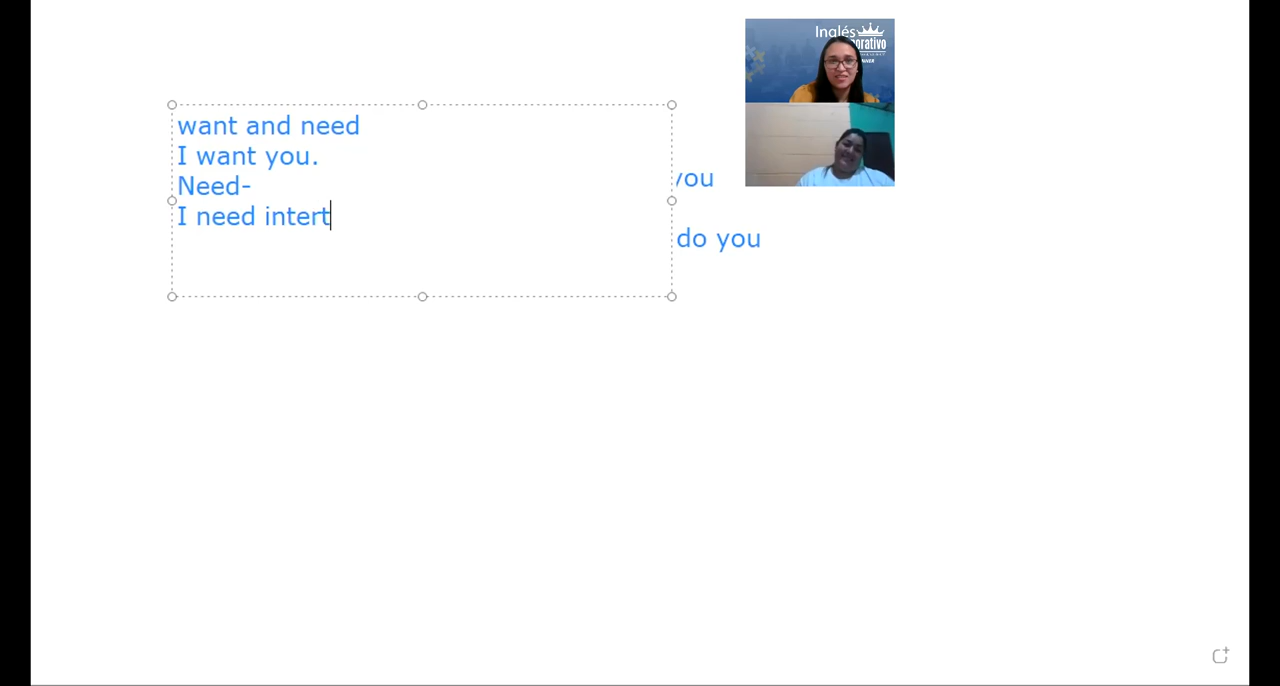 want and need
I want you.
Need-
I need intert
you
do you
Inglés